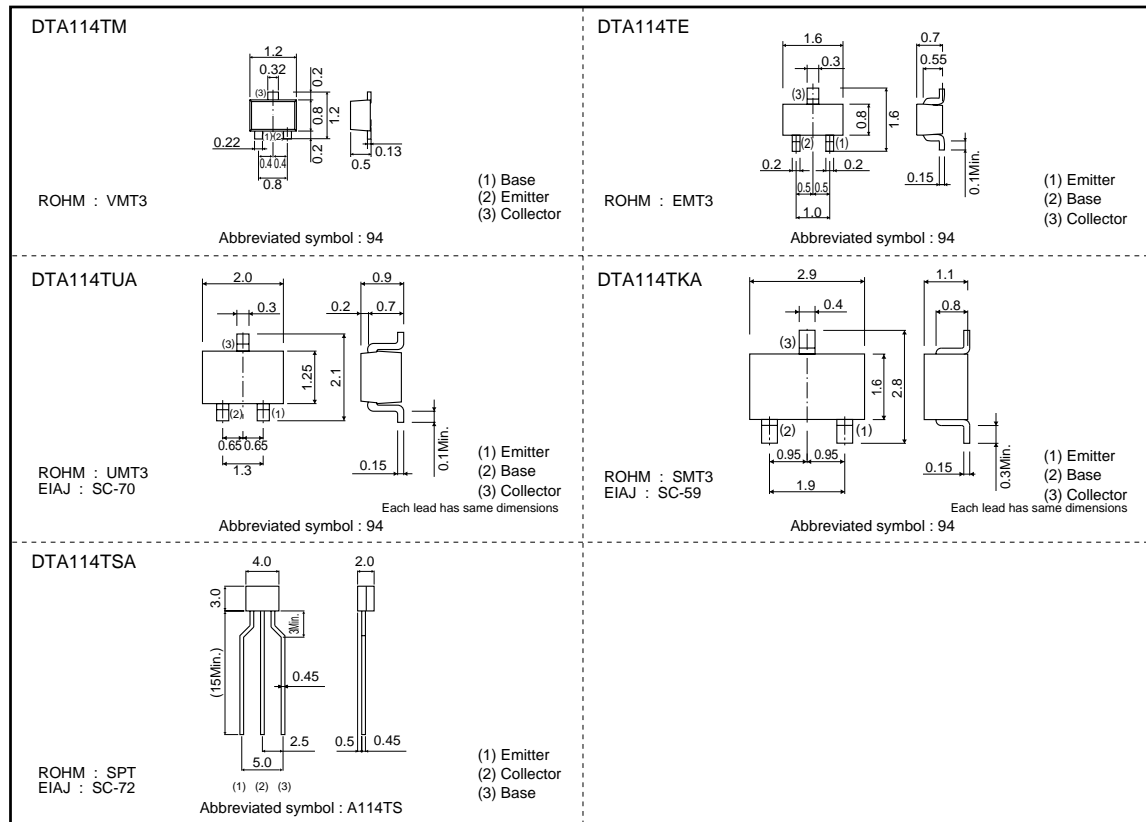 DTA114TM
1.2
0.32
0.2
(3)
0.8
1.2
(1)
(2)
0.22
0.2
0.4 0.4
0.8
0.13
0.5
ROHM : VMT3
(1) Base
(2) Emitter
(3) Collector
Abbreviated symbol : 94
DTA114TE
1.6
0.7
0.3
0.55
(3)
0.8
1.6
(2)
(1)
0.2
0.2
0.5 0.5
1.0
0.15
0.1Min.
ROHM : EMT3
(1) Emitter
(2) Base
(3) Collector
Abbreviated symbol : 94
DTA114TUA
2.0
0.9
0.3
0.2
0.7
(3)
1.25
2.1
(2)
(1)
0.65 0.65
1.3
0.15
0.1Min.
ROHM : UMT3
EIAJ : SC-70
(1) Emitter
(2) Base
(3) Collector
Each lead has same dimensions
Abbreviated symbol : 94
DTA114TKA
2.9
1.1
0.4
0.8
(3)
1.6
2.8
(2)
(1)
0.95 0.95
1.9
0.15
0.3Min.
ROHM : SMT3
EIAJ : SC-59
(1) Emitter
(2) Base
(3) Collector
Each lead has same dimensions
Abbreviated symbol : 94
DTA114TSA
4.0
2.0
3.0
3Min.
(15Min.)
0.45
2.5
5.0
0.5
0.45
(1) (2) (3)
ROHM : SPT
EIAJ : SC-72
(1) Emitter
(2) Collector
(3) Base
Abbreviated symbol : A114TS